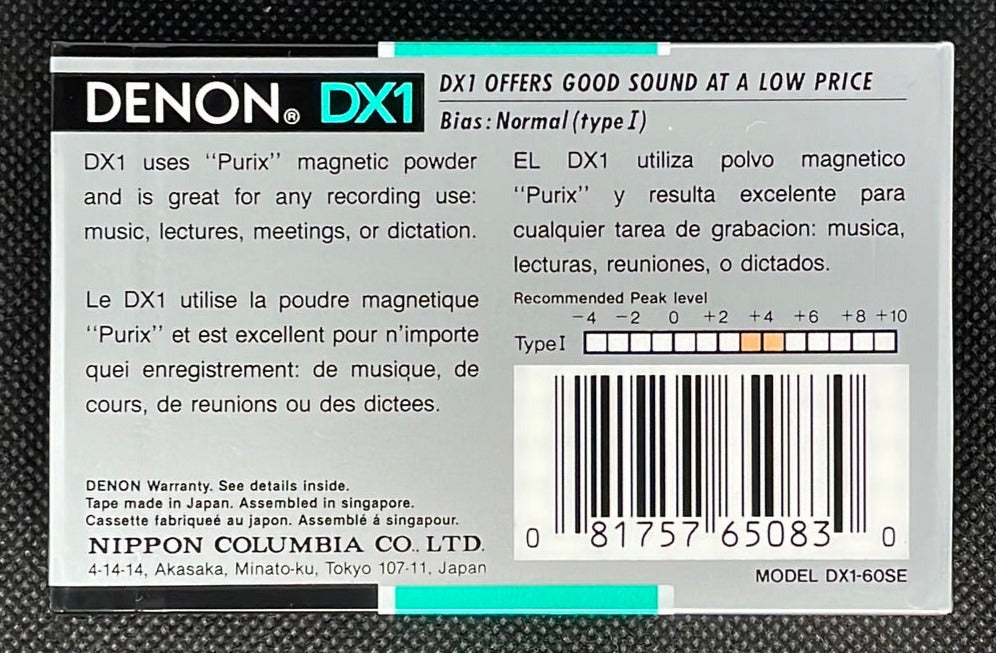 DENON® DX1
DX1 OFFERS GOOD SOUND AT A LOW PRICE
Bias: Normal (type I)
DX1 uses “Purix” magnetic powder
and is great for any recording use:
music, lectures, meetings, or dictation.
Le DX1 utilise la poudre magnetique
“Purix” et est excellent pour n’importe
quei enregistrement: de musique, de
cours, de reunions ou des dictees.
EL DX1 utiliza polvo magnetico
“Purix” y resulta excelente para
cualquier tarea de grabacion: musica,
lecturas, reuniones, o dictados.
Recommended Peak level
−4 −2 0 +2 +4 +6 +8 +10
Type I
DENON Warranty. See details inside.
Tape made in Japan. Assembled in singapore.
Cassette fabriqueé au japon. Assemblé á singapour.
NIPPON COLUMBIA CO., LTD.
4-14-14, Akasaka, Minato-ku, Tokyo 107-11, Japan
0 81757 65083 0
MODEL DX1-60SE